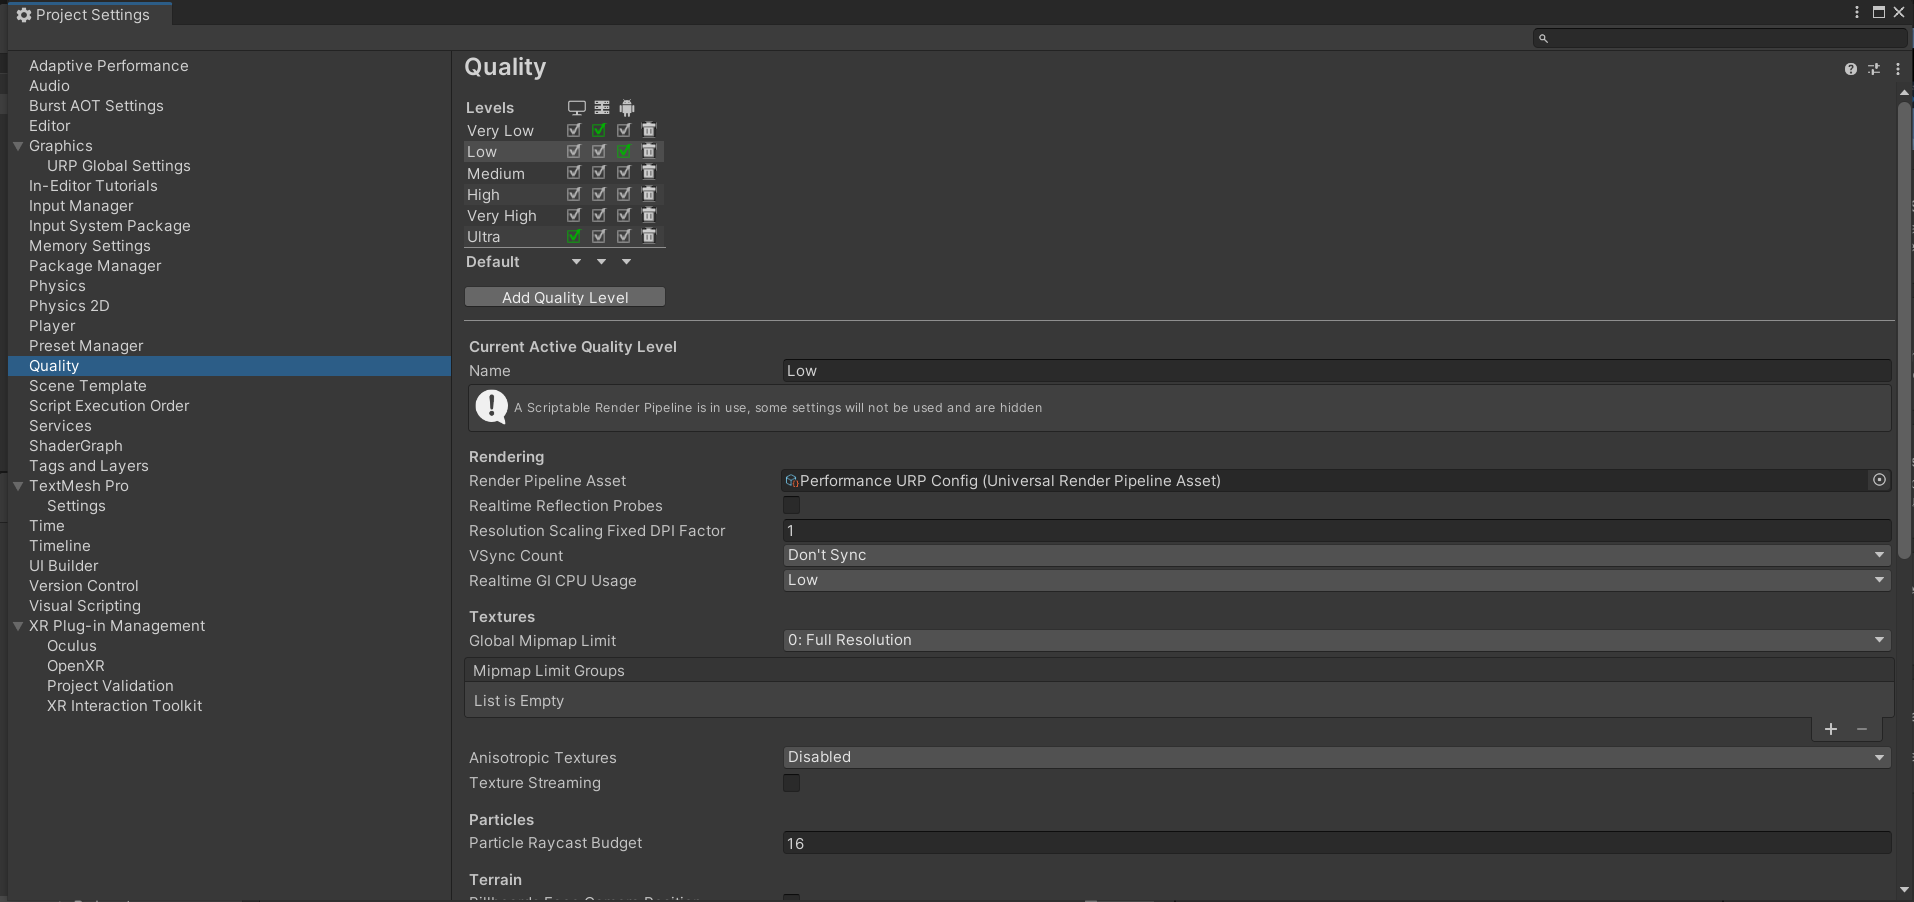 Project Settings
Adaptive Performance
Audio
Burst AOT Settings
Editor
Graphics
URP Global Settings
In-Editor Tutorials
Input Manager
Input System Package
Memory Settings
Package Manager
Physics
Physics 2D
Player
Preset Manager
Quality
Scene Template
Script Execution Order
Services
ShaderGraph
Tags and Layers
TextMesh Pro
Settings
Time
Timeline
UI Builder
Version Control
Visual Scripting
XR Plug-in Management
Oculus
OpenXR
Project Validation
XR Interaction Toolkit
Quality
Levels
Very Low
Low
Medium
High
Very High
Ultra
Default
Add Quality Level
Current Active Quality Level
Name Low
A Scriptable Render Pipeline is in use, some settings will not be used and are hidden
Rendering
Render Pipeline Asset Performance URP Config (Universal Render Pipeline Asset)
Realtime Reflection Probes
Resolution Scaling Fixed DPI Factor 1
VSync Count Don't Sync
Realtime GI CPU Usage Low
Textures
Global Mipmap Limit 0: Full Resolution
Mipmap Limit Groups
List is Empty
Anisotropic Textures Disabled
Texture Streaming
Particles
Particle Raycast Budget 16
Terrain